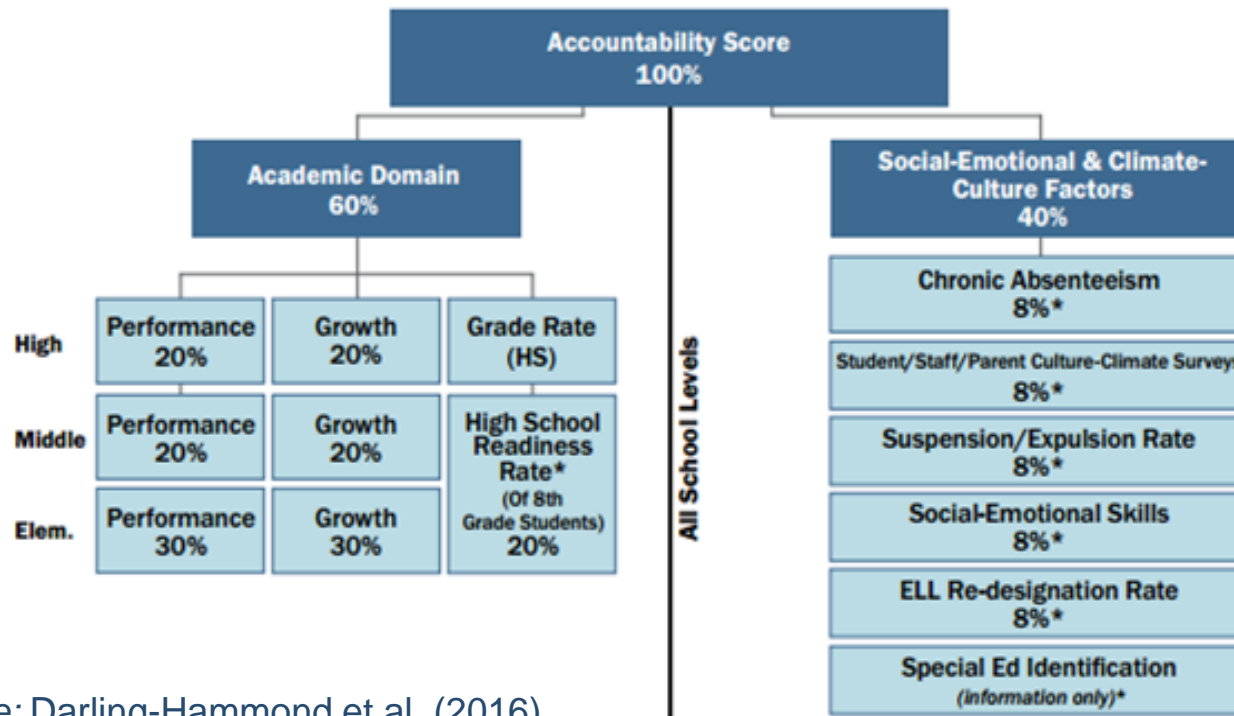 Accountability Score
100%
Academic Domain
60%
High
Performance
20%
Growth
20%
Grade Rate
(HS)
Middle
Performance
20%
Growth
20%
High School
Readiness
Rate*
(Of 8th
Grade Students)
20%
Elem.
Performance
30%
Growth
30%
All School Levels
Social-Emotional & Climate-
Culture Factors
40%
Chronic Absenteeism
8%*
Student/Staff/Parent Culture-Climate Surveys
8%*
Suspension/Expulsion Rate
8%*
Social-Emotional Skills
8%*
ELL Re-designation Rate
8%*
Special Ed Identification
(information only)*
Darling-Hammond et al. (2016)